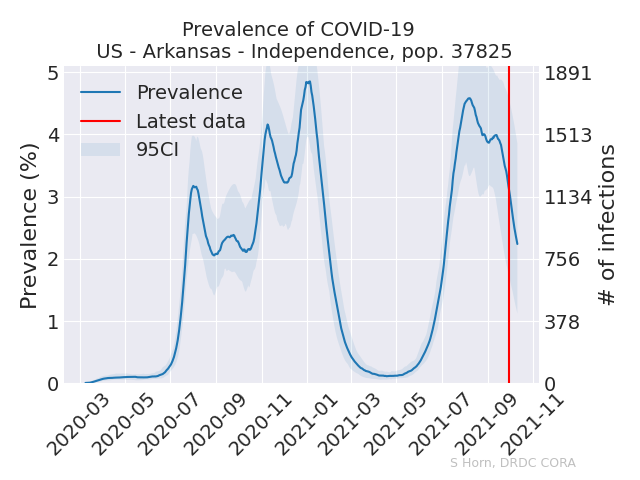 Prevalence of COVID-19
US - Arkansas - Independence, pop. 37825
Prevalence
Latest data
95CI
Prevalence (%)
5
4
3
2
1
0
1891
1513
1134
756
378
0
# of infections
2020-03
2020-05
2020-07
2020-09
2020-11
2021-01
2021-03
2021-05
2021-07
2021-09
2021-11
S Horn, DRDC CORA